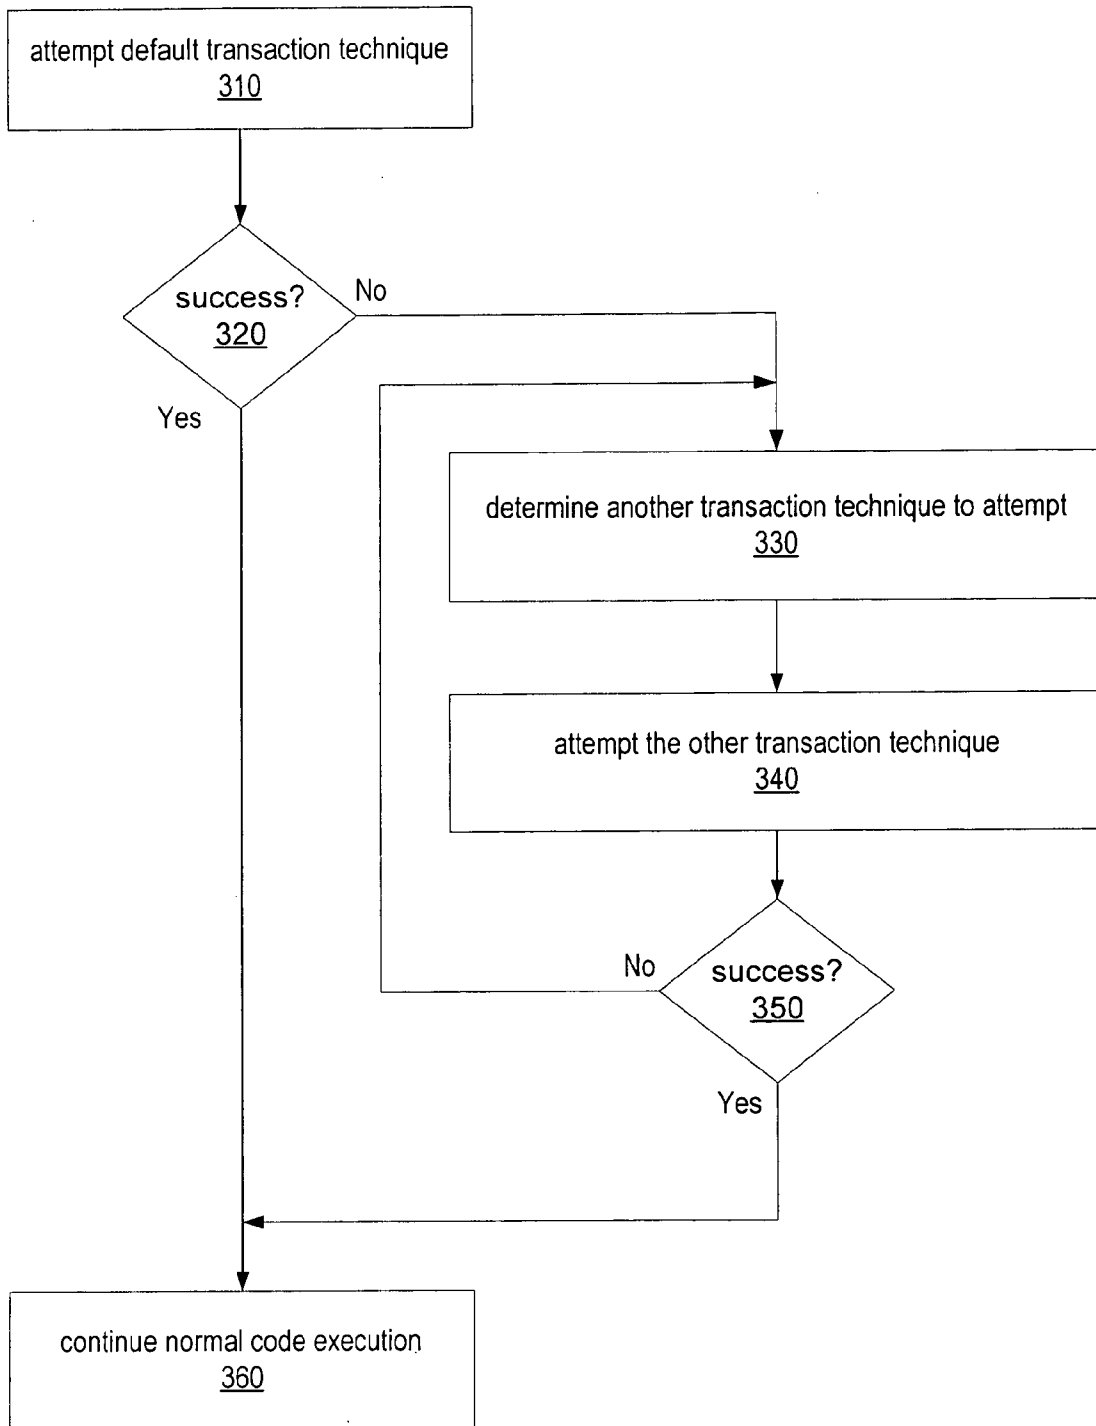 attempt default transaction technique
310
success?
320
No
Yes
determine another transaction technique to attempt
330
attempt the other transaction technique
340
No
success?
350
Yes
continue normal code execution
360